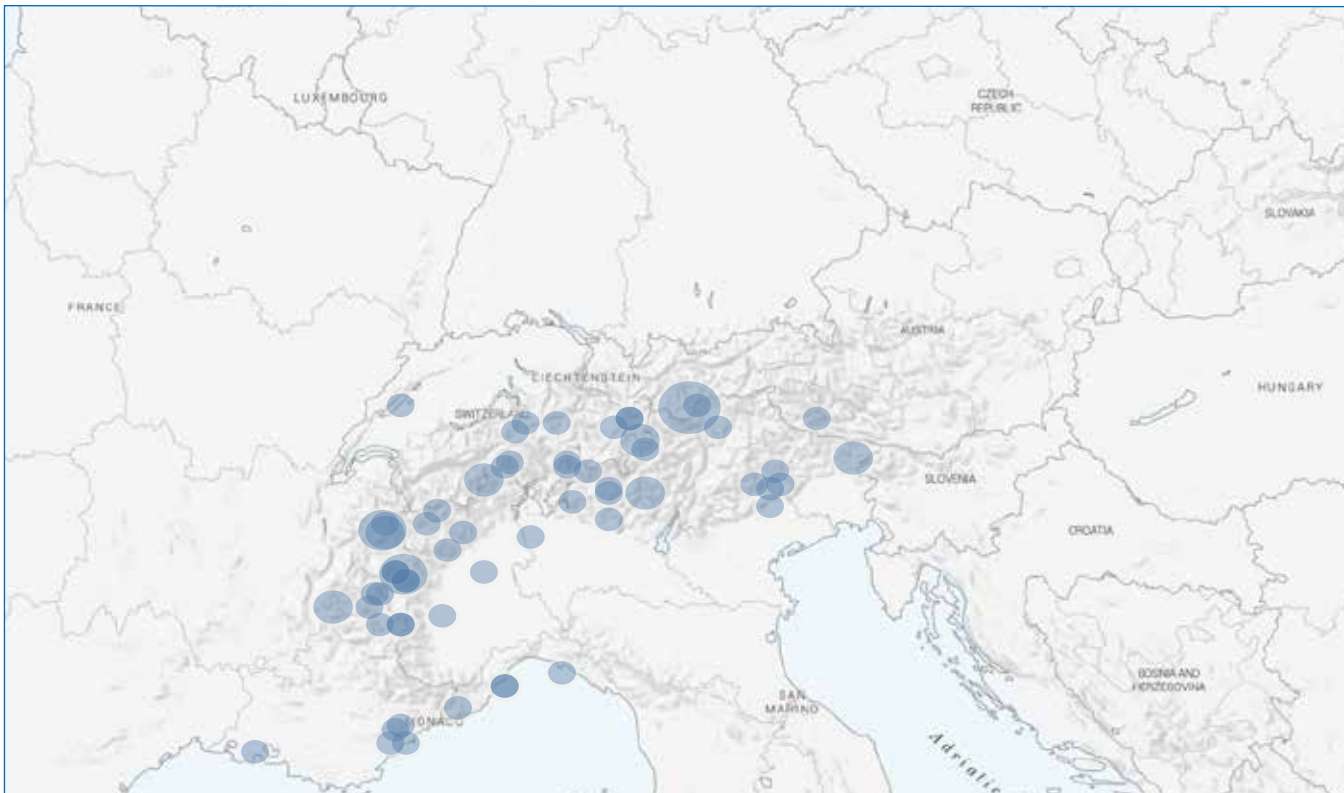 LUXEMBOURG
CZECH
REPUBLIC
SLOVAKIA
FRANCE
AUSTRIA
LIECHTENSTEIN
HUNGARY
SWITZERLAND
SLOVENIA
CROATIA
BOSNIA AND
HERZEGOVINA
SAN
MARINO
MONACO
Adriatic